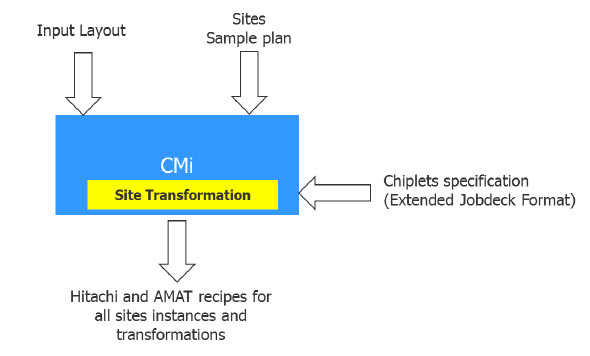 Input Layout
Sites
Sample plan
CMi
Site Transformation
Chiplets specification
(Extended Jobdeck Format)
Hitachi and AMAT recipes for
all sites instances and
transformations